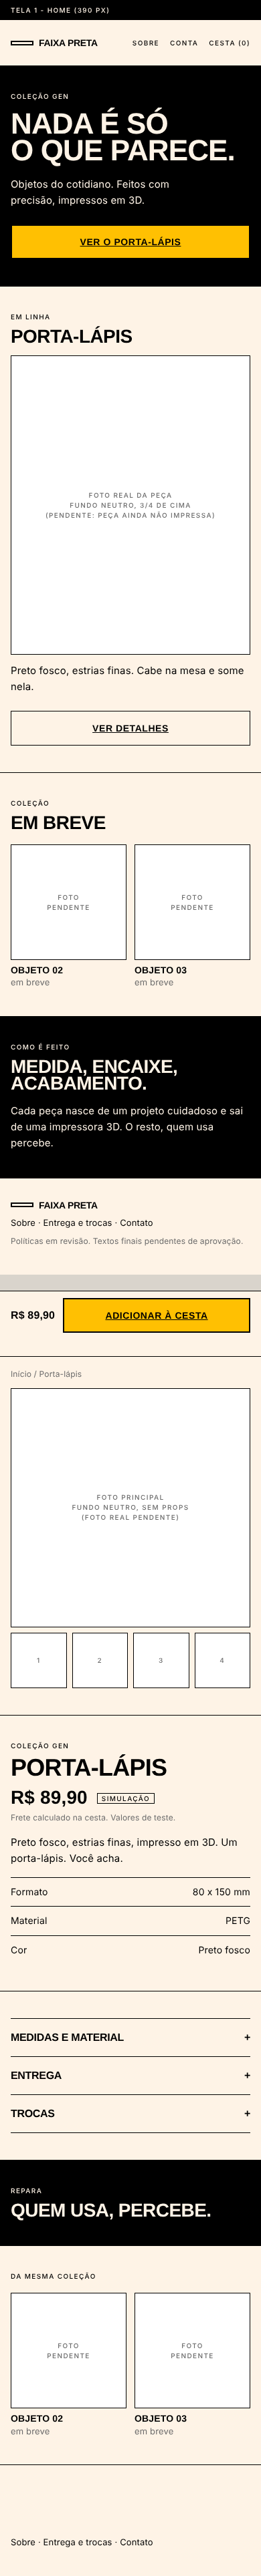 TELA 1 - HOME (390 PX)
FAIXA PRETA SOBRE CONTA CESTA (0)
COLEÇÃO GEN
NADA É SÓ
O QUE PARECE.
Objetos do cotidiano. Feitos com
precisão, impressos em 3D.
VER O PORTA-LÁPIS
EM LINHA
PORTA-LÁPIS
FOTO REAL DA PEÇA
FUNDO NEUTRO, 3/4 DE CIMA
(PENDENTE: PEÇA AINDA NÃO IMPRESSA)
Preto fosco, estrias finas. Cabe na mesa e some
nela.
VER DETALHES
COLEÇÃO
EM BREVE
FOTO
PENDENTE
FOTO
PENDENTE
OBJETO 02
em breve
OBJETO 03
em breve
COMO É FEITO
MEDIDA, ENCAIXE,
ACABAMENTO.
Cada peça nasce de um projeto cuidadoso e sai
de uma impressora 3D. O resto, quem usa
percebe.
FAIXA PRETA
Sobre · Entrega e trocas · Contato
Políticas em revisão. Textos finais pendentes de aprovação.
R$ 89,90 ADICIONAR À CESTA
Início / Porta-lápis
FOTO PRINCIPAL
FUNDO NEUTRO, SEM PROPS
(FOTO REAL PENDENTE)
1 2 3 4
COLEÇÃO GEN
PORTA-LÁPIS
R$ 89,90 SIMULAÇÃO
Frete calculado na cesta. Valores de teste.
Preto fosco, estrias finas, impresso em 3D. Um
porta-lápis. Você acha.
Formato 80 x 150 mm
Material PETG
Cor Preto fosco
MEDIDAS E MATERIAL +
ENTREGA +
TROCAS +
REPARA
QUEM USA, PERCEBE.
DA MESMA COLEÇÃO
FOTO
PENDENTE
FOTO
PENDENTE
OBJETO 02
em breve
OBJETO 03
em breve
Sobre · Entrega e trocas · Contato